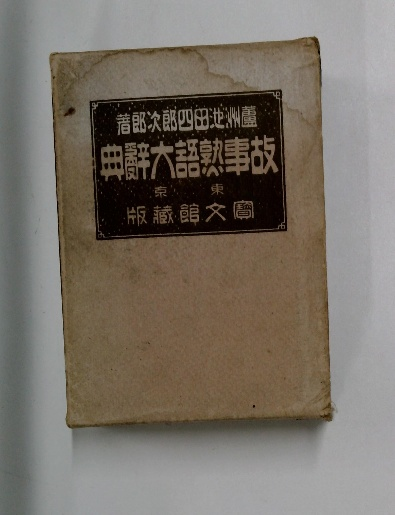 蘆洲池田四郎次郎著
故事熟語大辭典
東京
寶文館藏版